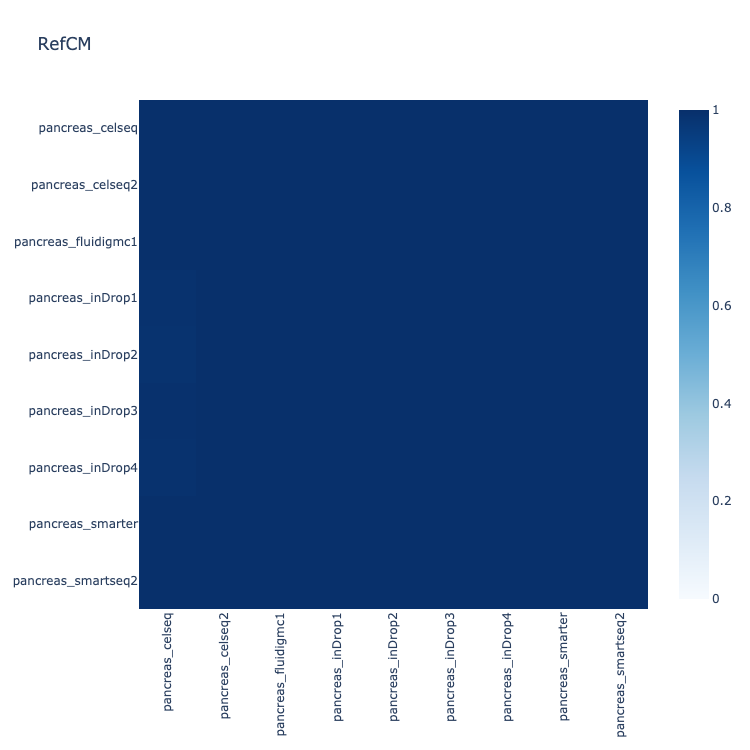 RefCM
pancreas_celseq
pancreas_celseq2
pancreas_fluidigmc1
pancreas_inDrop1
pancreas_inDrop2
pancreas_inDrop3
pancreas_inDrop4
pancreas_smarter
pancreas_smartseq2
pancreas_celseq
pancreas_celseq2
pancreas_fluidigmc1
pancreas_inDrop1
pancreas_inDrop2
pancreas_inDrop3
pancreas_inDrop4
pancreas_smarter
pancreas_smartseq2
1
0.8
0.6
0.4
0.2
0